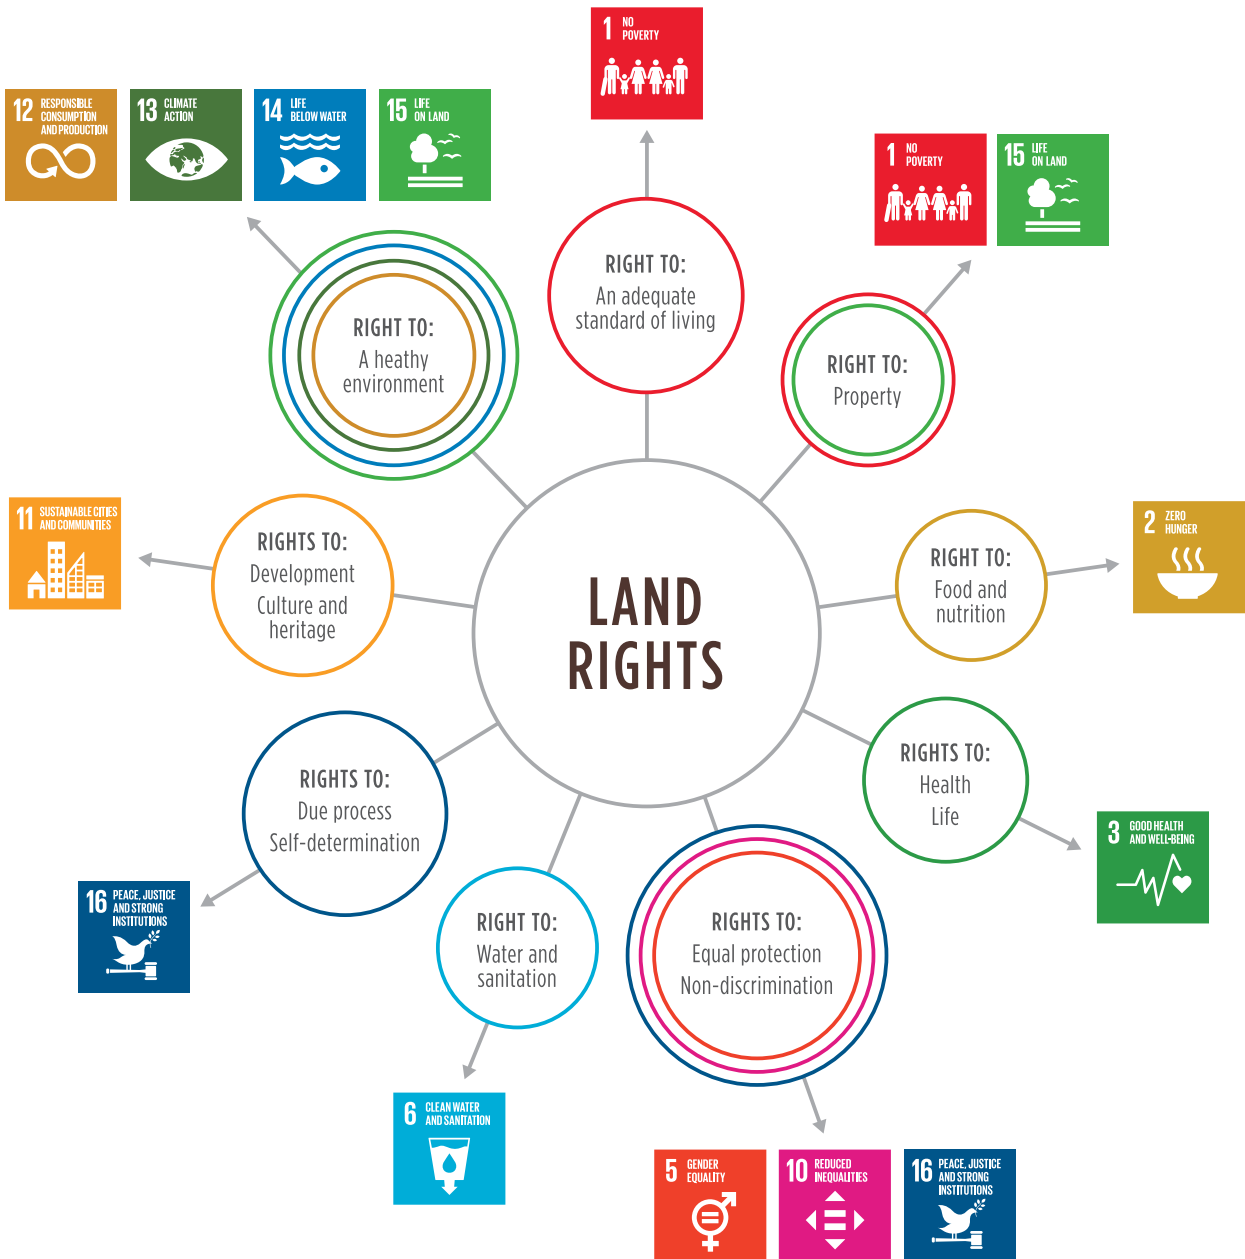 1 NO
POVERTY
12 RESPONSIBLE
CONSUMPTION
AND PRODUCTION
13 CLIMATE
ACTION
14 LIFE
BELOW WATER
15 LIFE
ON LAND
1 NO
POVERTY
15 LIFE
ON LAND
RIGHT TO:
An adequate
standard of living
RIGHT TO:
A heathy
environment
RIGHT TO:
Property
11 SUSTAINABLE CITIES
AND COMMUNITIES
RIGHTS TO:
Development
Culture and
heritage
LAND
RIGHTS
RIGHT TO:
Food and
nutrition
2 ZERO
HUNGER
RIGHTS TO:
Due process
Self-determination
RIGHTS TO:
Health
Life
3 GOOD HEALTH
AND WELL-BEING
16 PEACE, JUSTICE
AND STRONG
INSTITUTIONS
RIGHT TO:
Water and
sanitation
RIGHTS TO:
Equal protection
Non-discrimination
6 CLEAN WATER
AND SANITATION
5 GENDER
EQUALITY
10 REDUCED
INEQUALITIES
16 PEACE, JUSTICE
AND STRONG
INSTITUTIONS